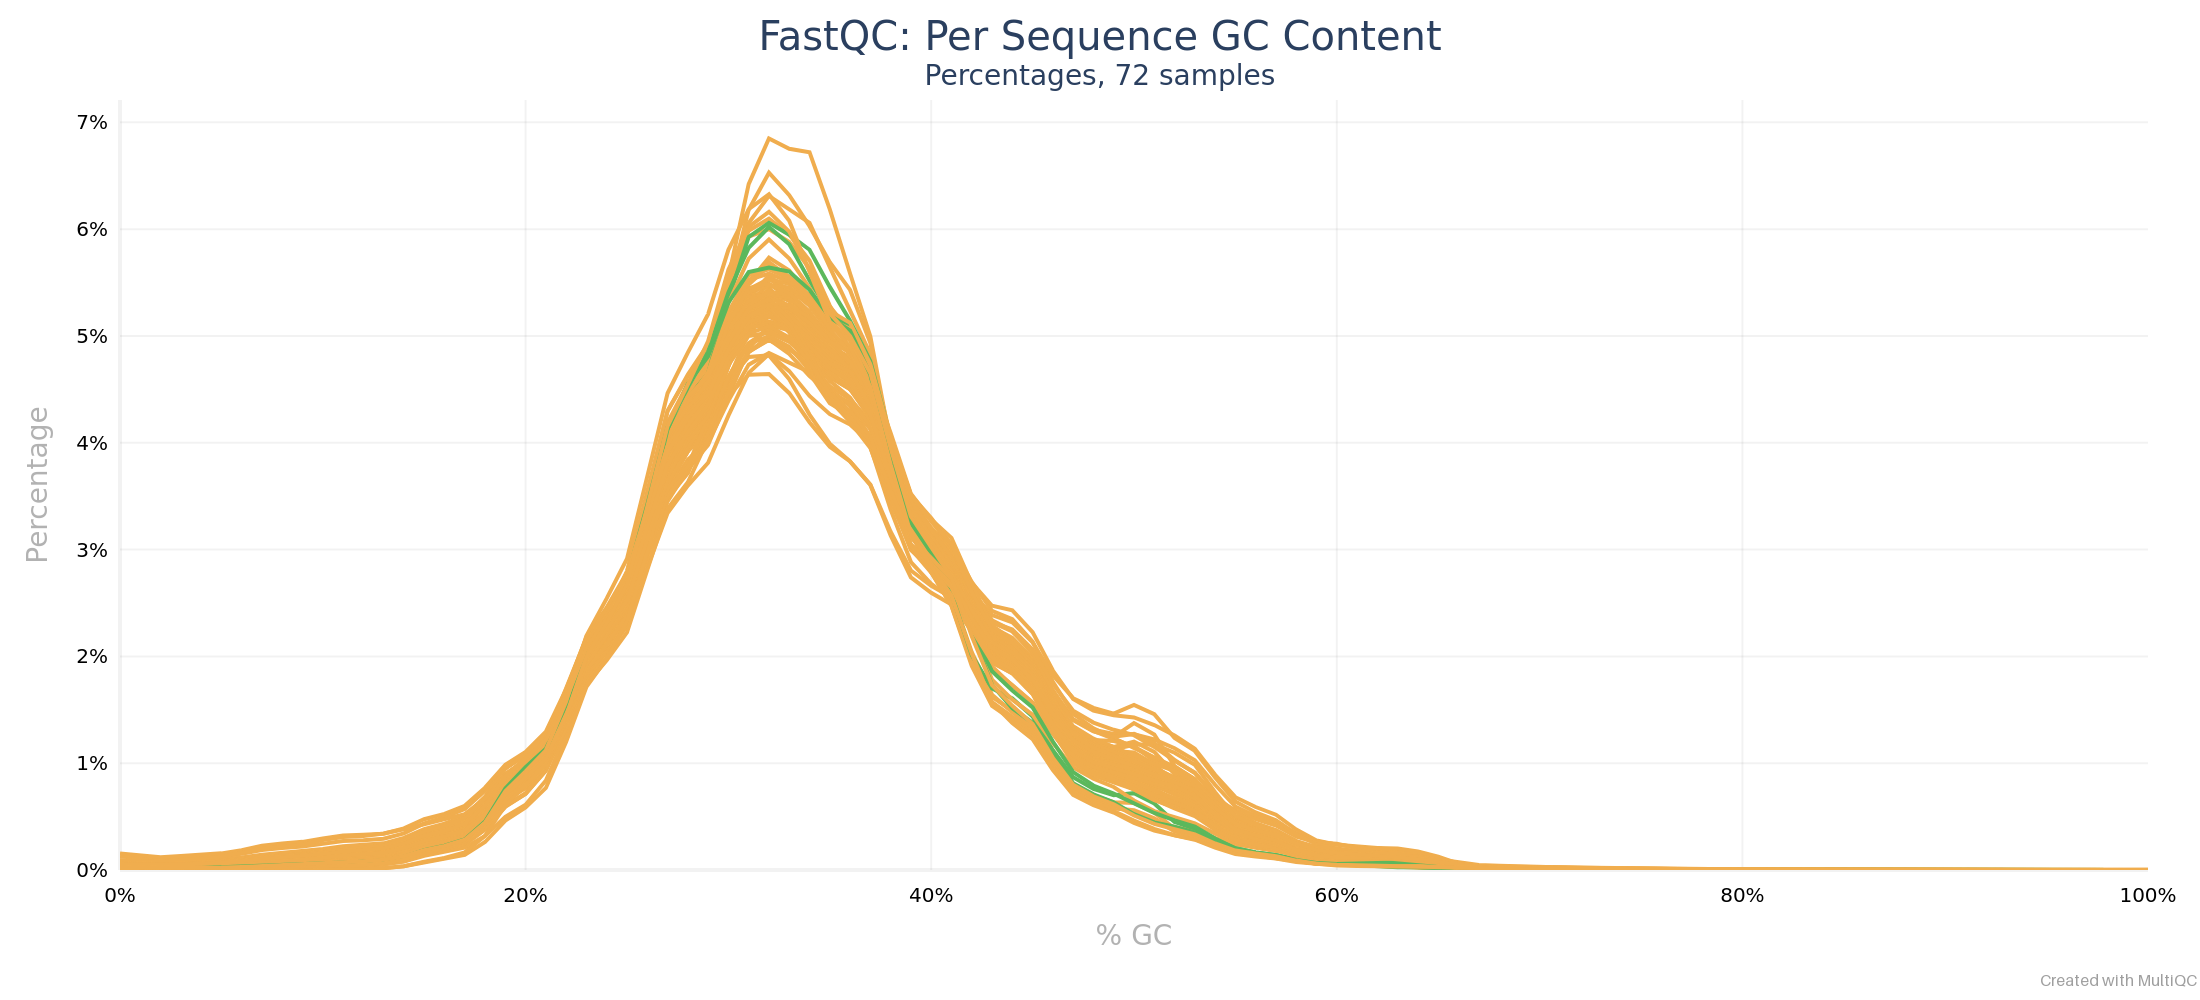 FastQC: Per Sequence GC Content
Percentages, 72 samples
7%
6%
5%
4%
3%
2%
1%
0%
Percentage
0%
20%
40%
60%
80%
100%
% GC
Created with MultiQC